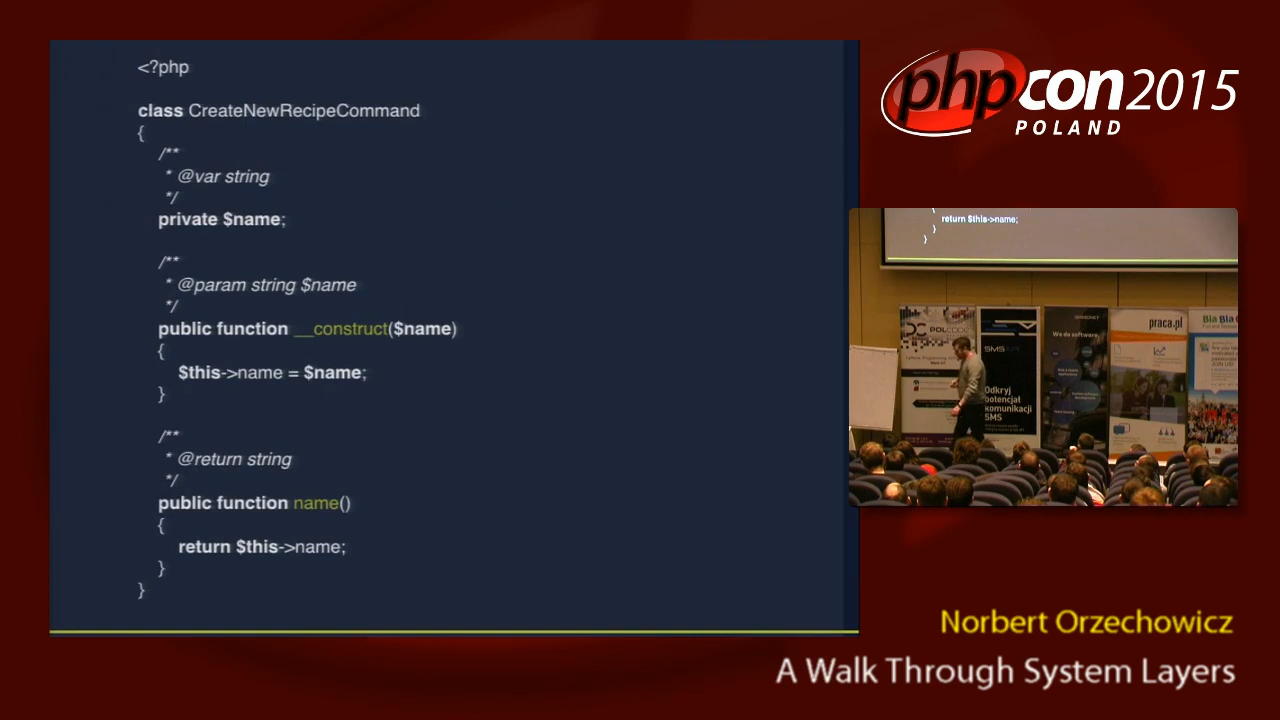 <?php
class CreateNewRecipeCommand
{
/**
* @var string
*/
private $name;
/**
* @param string $name
*/
public function __construct($name)
{
$this->name = $name;
}
/**
* @return string
*/
public function name()
{
return $this->name;
}
}
phpcon2015
POLAND
return $this->name;
}
}
SMS
Odkryj
potencjał
komunikacji
SMS
We do software.
praca.pl
Bla Bla
Norbert Orzechowicz
A Walk Through System Layers